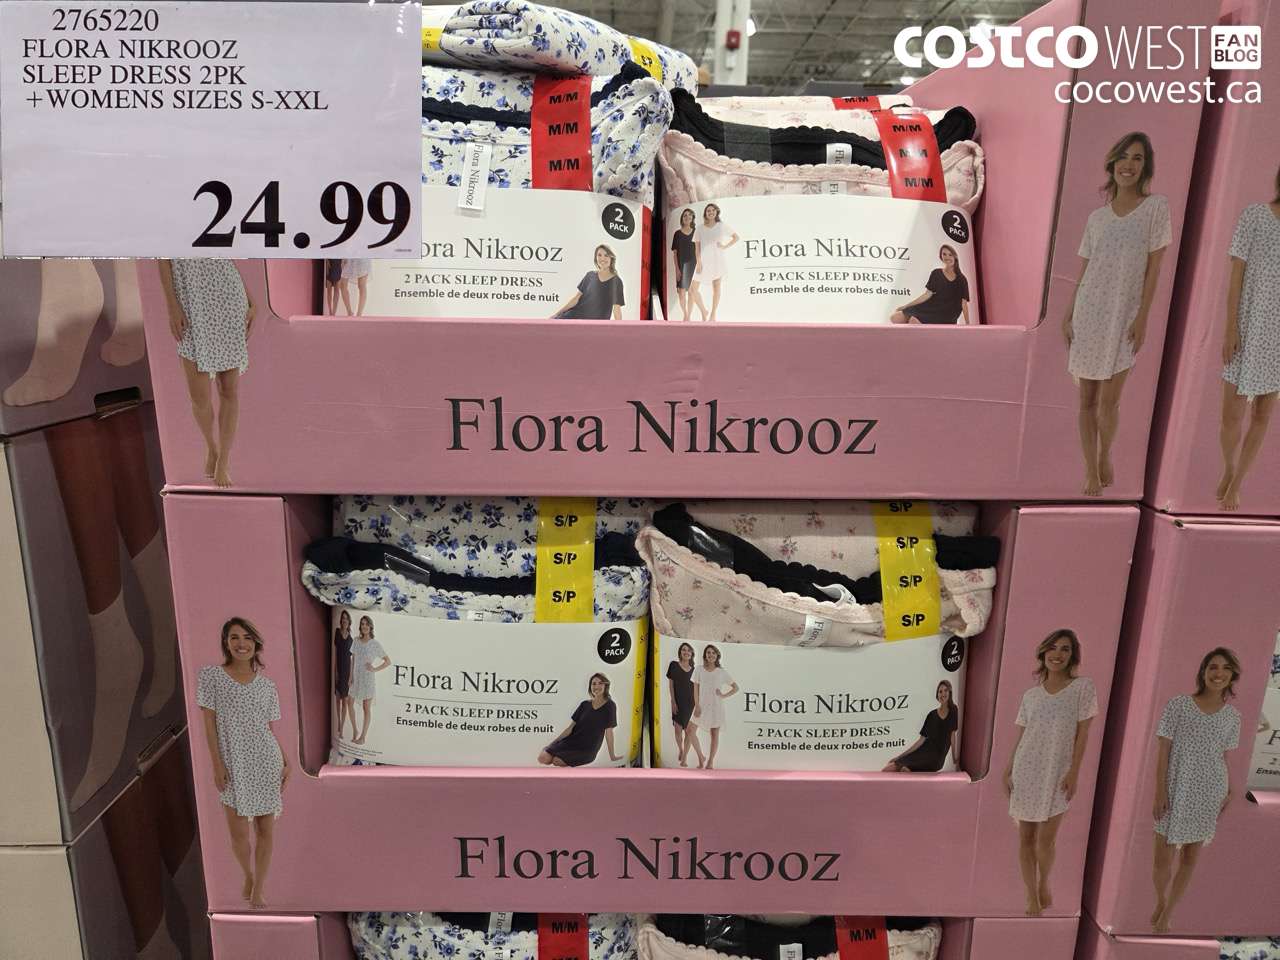 2765220
FLORA NIKROOZ
SLEEP DRESS 2PK
+WOMENS SIZES S-XXL
24.99
COSTCO WEST FAN BLOG
cocowest.ca
M/M
M/M
M/M
Flora Nikrooz
M/M
M/M
M/M
M/M
2 PACK
ora Nikrooz
2 PACK SLEEP DRESS
Ensemble de deux robes de nuit
2 PACK
Flora Nikrooz
2 PACK SLEEP DRESS
Ensemble de deux robes de nuit
Flora Nikrooz
S/P
S/P
S/P
S/P
S/P
S/P
S/P
Flor
2 PACK
Flora Nikrooz
2 PACK SLEEP DRESS
Ensemble de deux robes de nuit
2 PACK
Flora Nikrooz
2 PACK SLEEP DRESS
Ensemble de deux robes de nuit
Flora Nikrooz
M/M
M/M